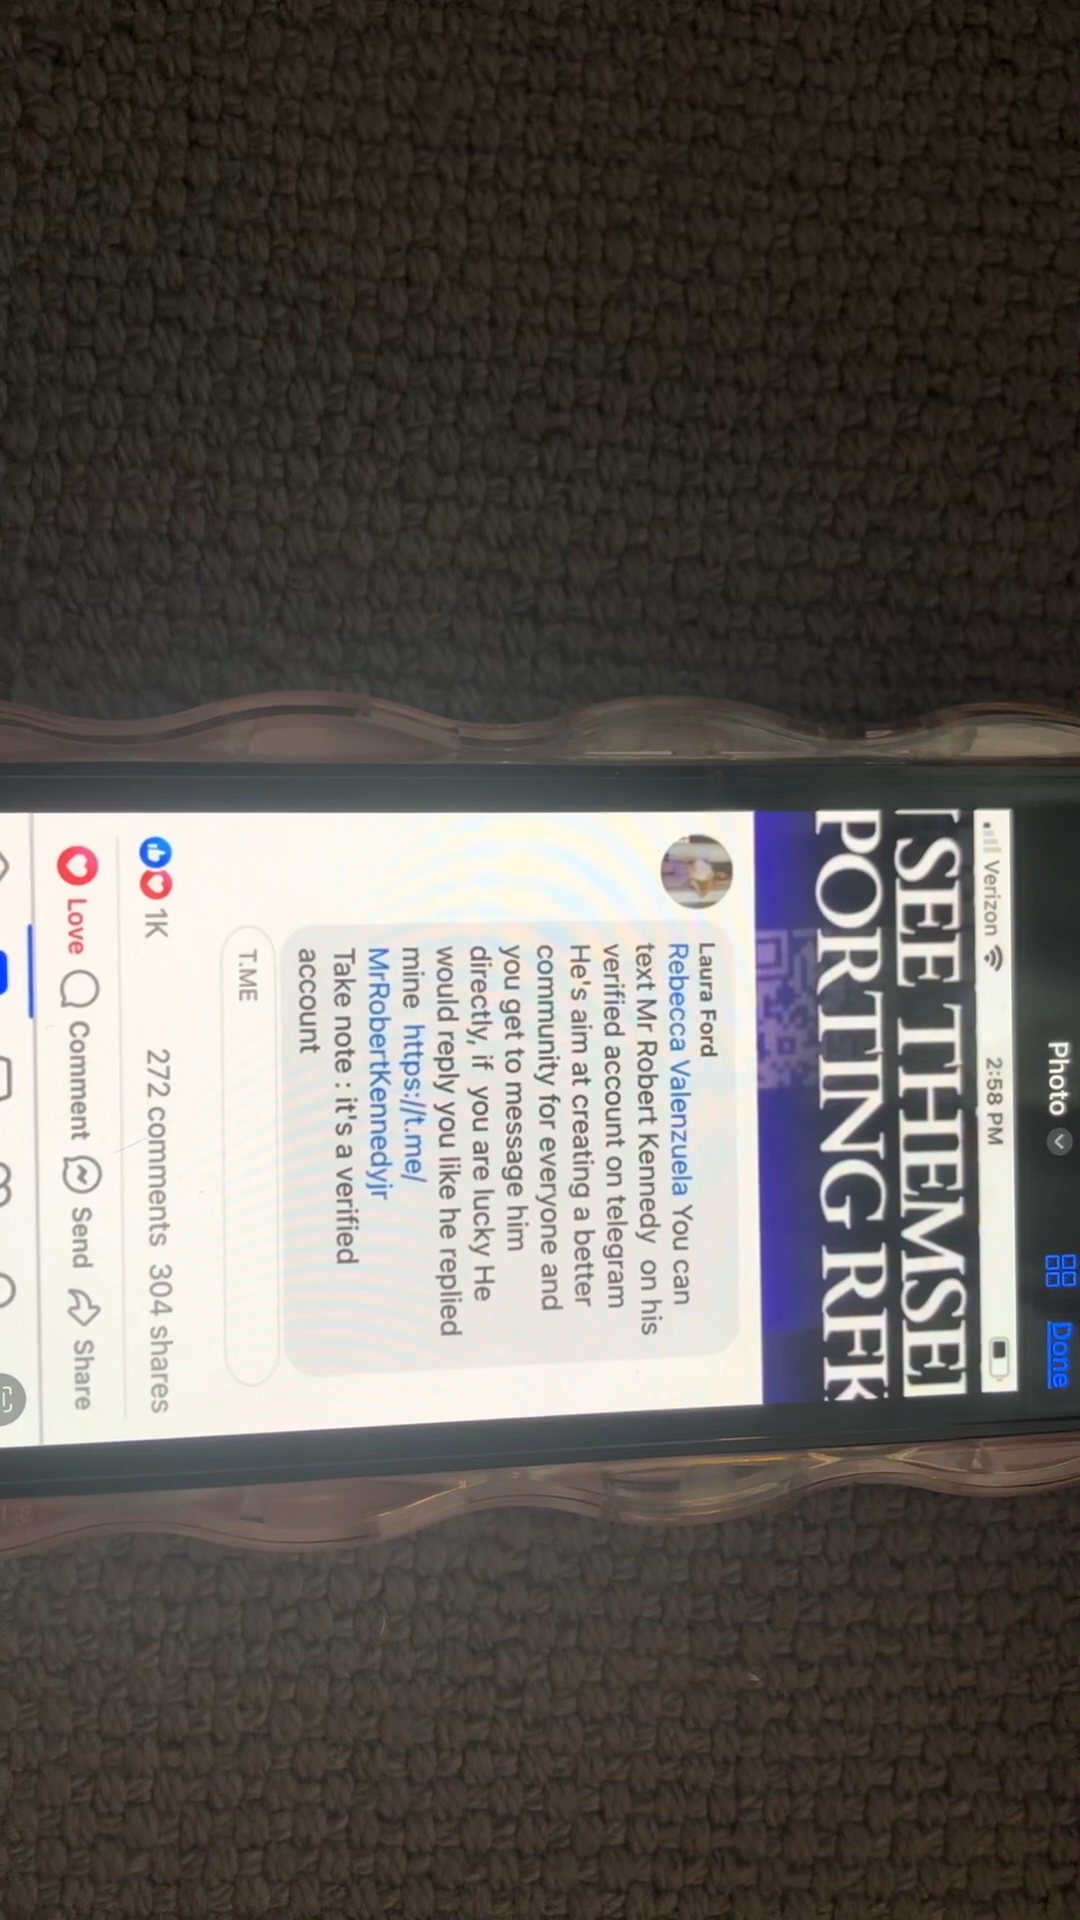 Photo
Done
Verizon
2:58 PM
SEE THEMSE
PORTING RFK
Laura Ford
Rebecca Valenzuela You can
text Mr Robert Kennedy on his
verified account on telegram
He's aim at creating a better
community for everyone and
you get to message him
directly, if you are lucky He
would reply you like he replied
mine https://t.me/
MrRobertKennedyjr
Take note : it's a verified
account
T.ME
1K
272 comments 304 shares
Love Comment Send Share